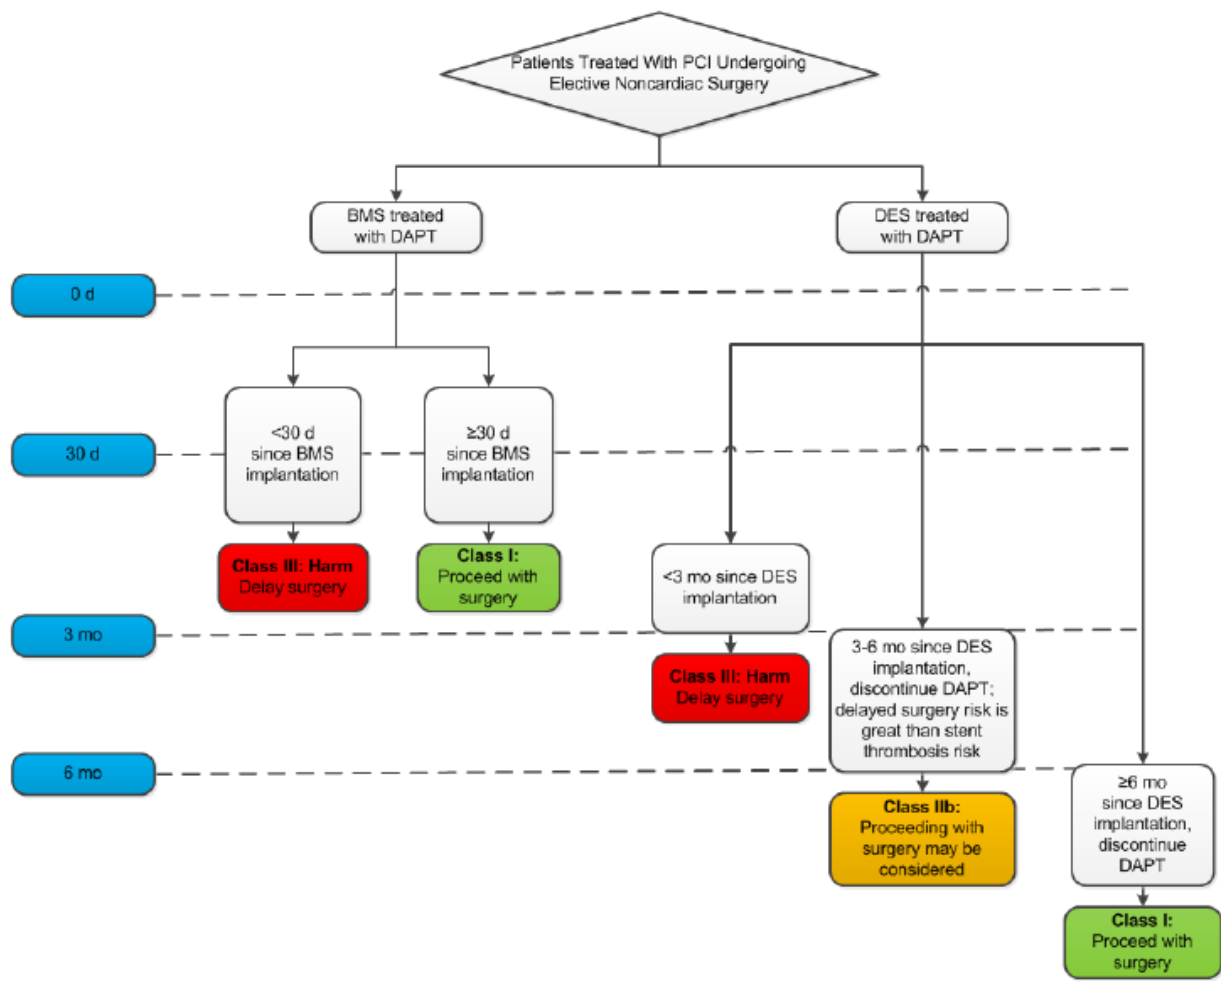 Patients Treated With PCI Undergoing
Elective Noncardiac Surgery
BMS treated
with DAPT
DES treated
with DAPT
0 d
<30 d
since BMS
implantation
≥30 d
since BMS
implantation
30 d
Class III: Harm
Delay surgery
Class I:
Proceed with
surgery
<3 mo since DES
implantation
3 mo
Class III: Harm
Delay surgery
3-6 mo since DES
implantation,
discontinue DAPT;
delayed surgery risk is
great than stent
thrombosis risk
6 mo
Class IIb:
Proceeding with
surgery may be
considered
≥6 mo
since DES
implantation,
discontinue
DAPT
Class I:
Proceed with
surgery